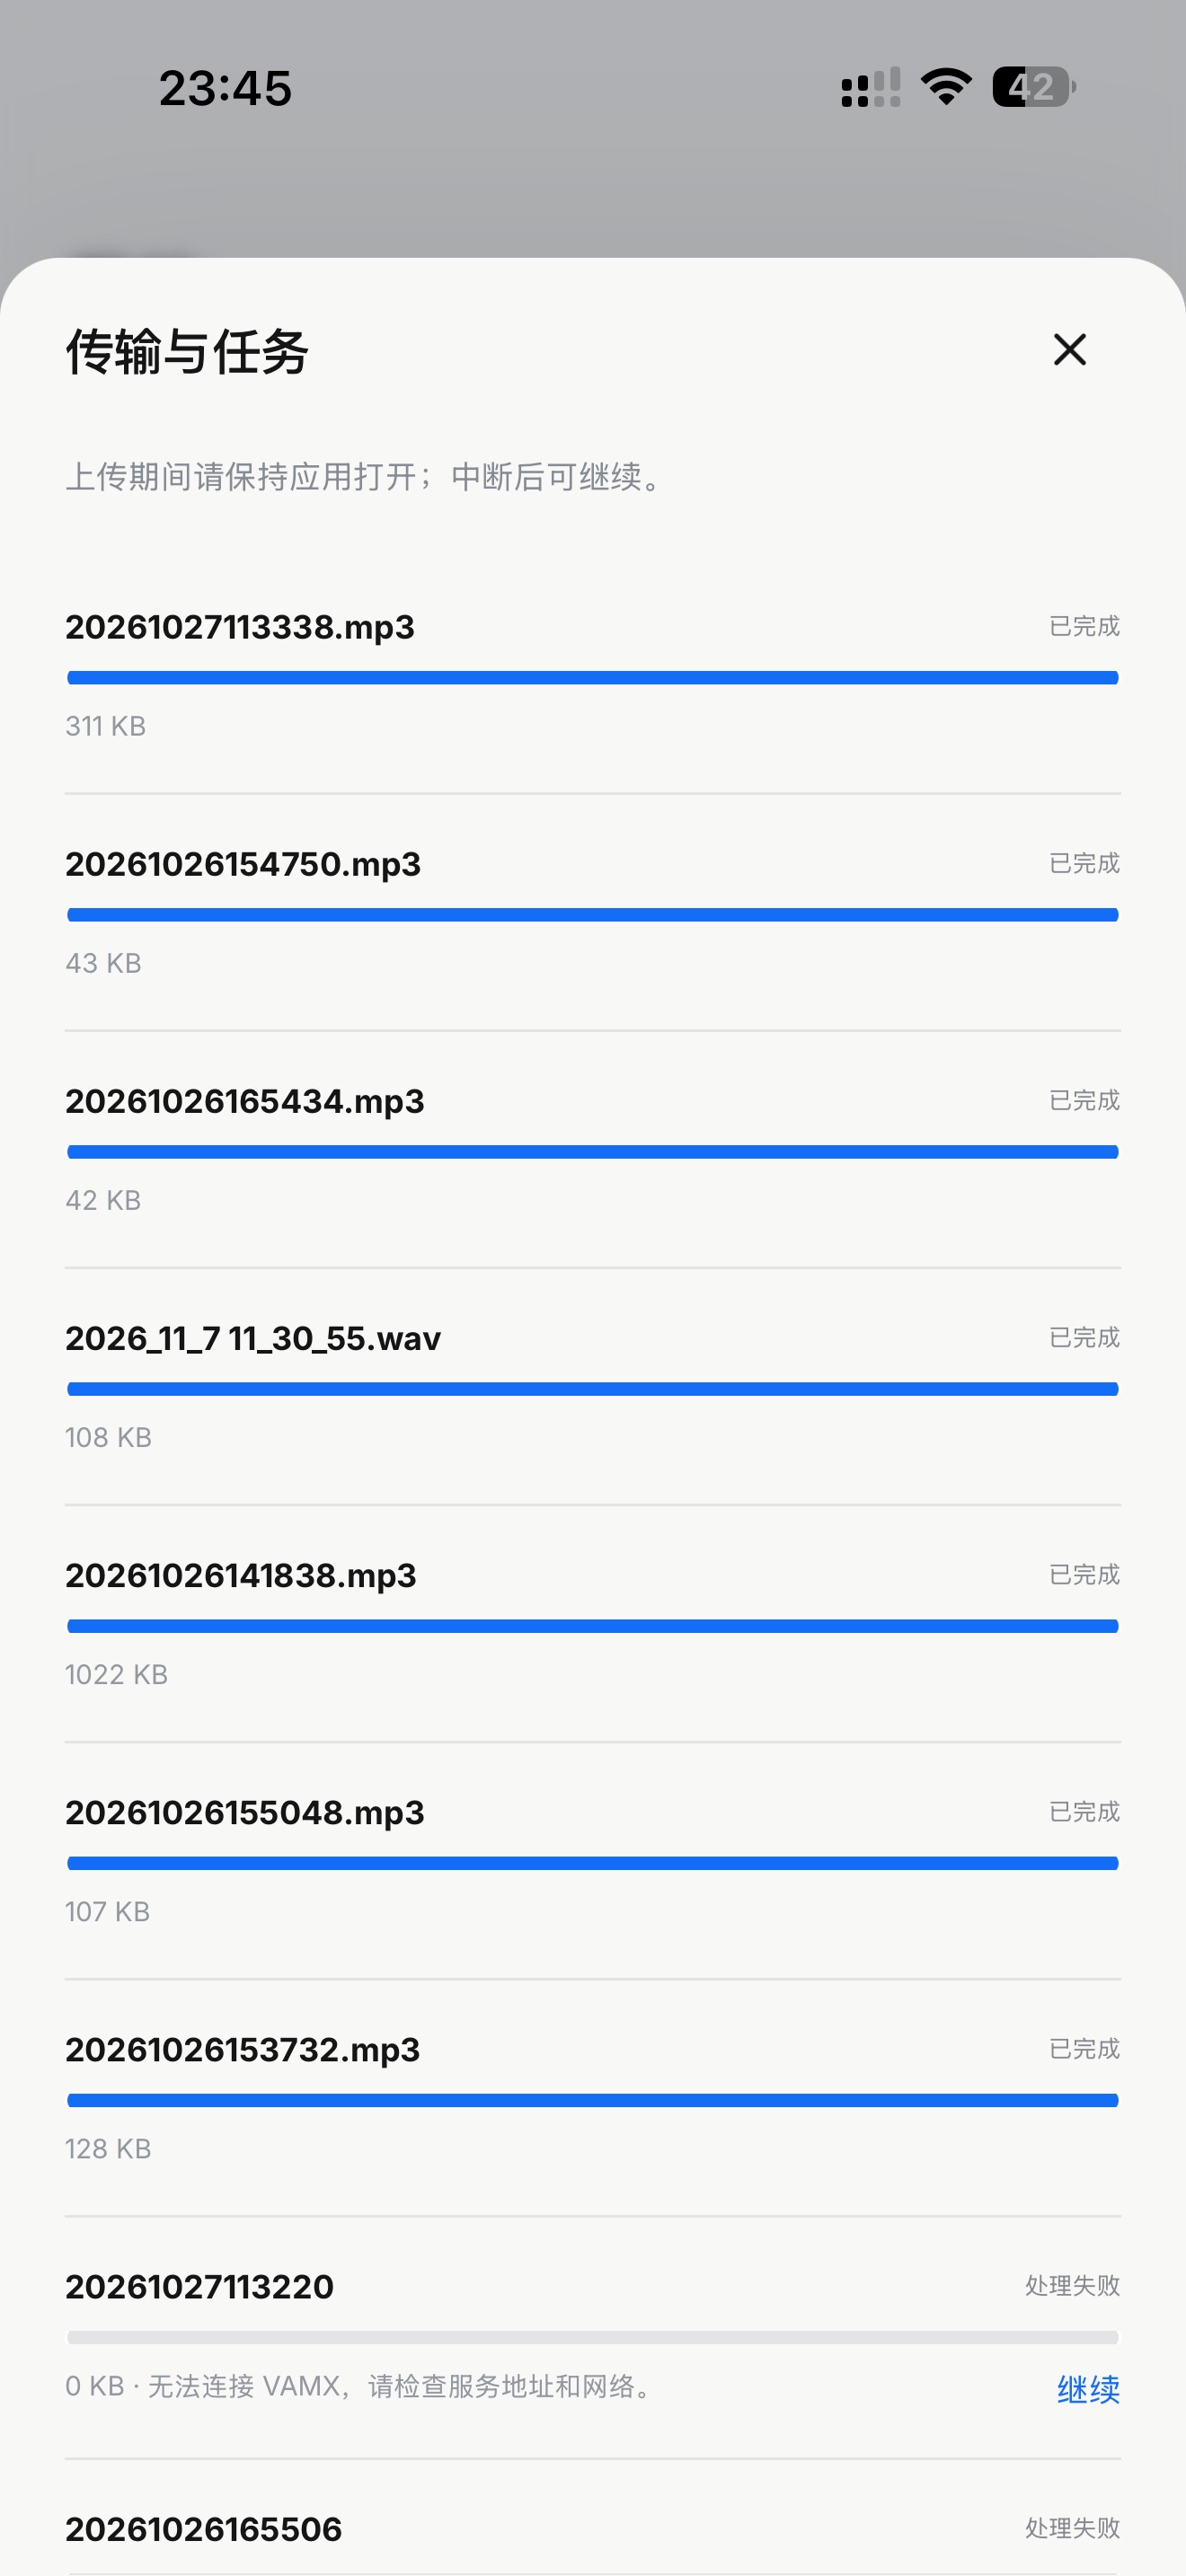 23:45
42
传输与任务
上传期间请保持应用打开；中断后可继续。
20261027113338.mp3
已完成
311 KB
20261026154750.mp3
已完成
43 KB
20261026165434.mp3
已完成
42 KB
2026_11_7 11_30_55.wav
已完成
108 KB
20261026141838.mp3
已完成
1022 KB
20261026155048.mp3
已完成
107 KB
20261026153732.mp3
已完成
128 KB
20261027113220
处理失败
0 KB · 无法连接 VAMX，请检查服务地址和网络。
继续
20261026165506
处理失败